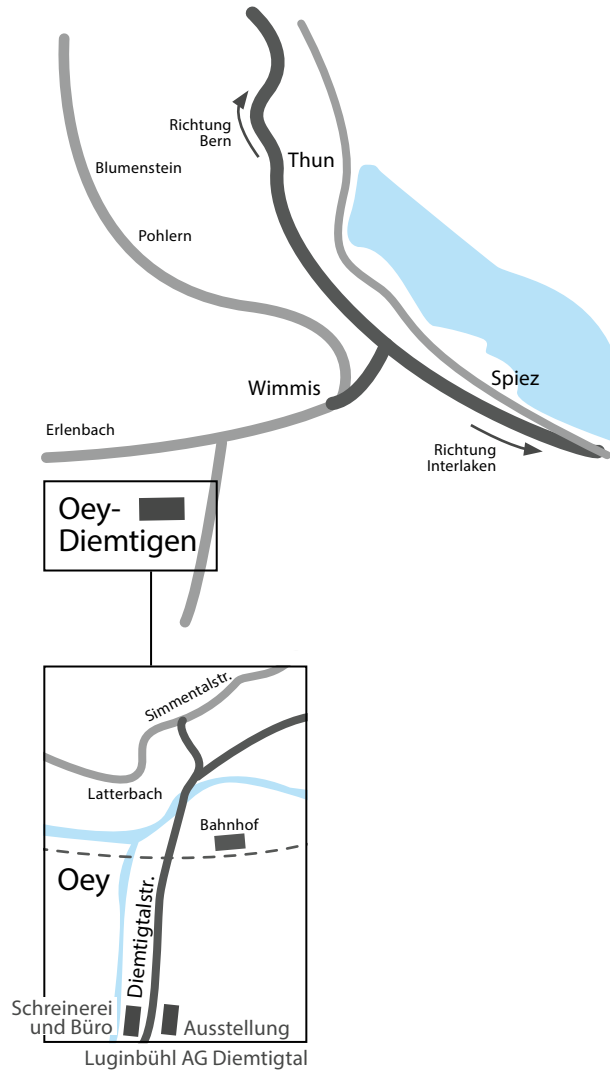 Richtung
Bern
Thun
Blumenstein
Pohlern
Spiez
Wimmis
Erlenbach
Richtung
Interlaken
Oey-
Diemtigen
Simmentalstr.
Latterbach
Bahnhof
Oey
Diemtigtalstr.
Schreinerei
und Büro
Ausstellung
Luginbühl AG Diemtigtal